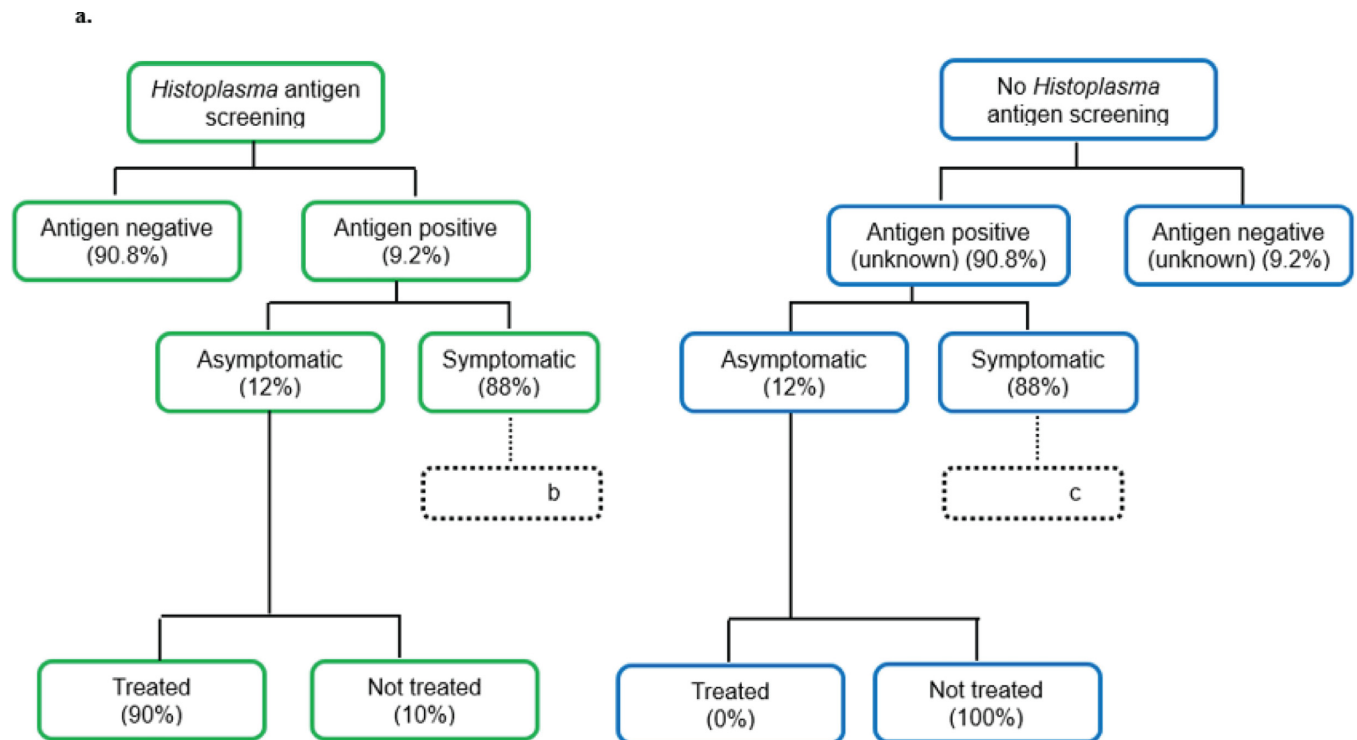 a.
Histoplasma antigen
screening
No Histoplasma
antigen screening
Antigen negative
(90.8%)
Antigen positive
(9.2%)
Antigen positive
(unknown) (90.8%)
Antigen negative
(unknown) (9.2%)
Asymptomatic
(12%)
Symptomatic
(88%)
Asymptomatic
(12%)
Symptomatic
(88%)
b
c
Treated
(90%)
Not treated
(10%)
Treated
(0%)
Not treated
(100%)